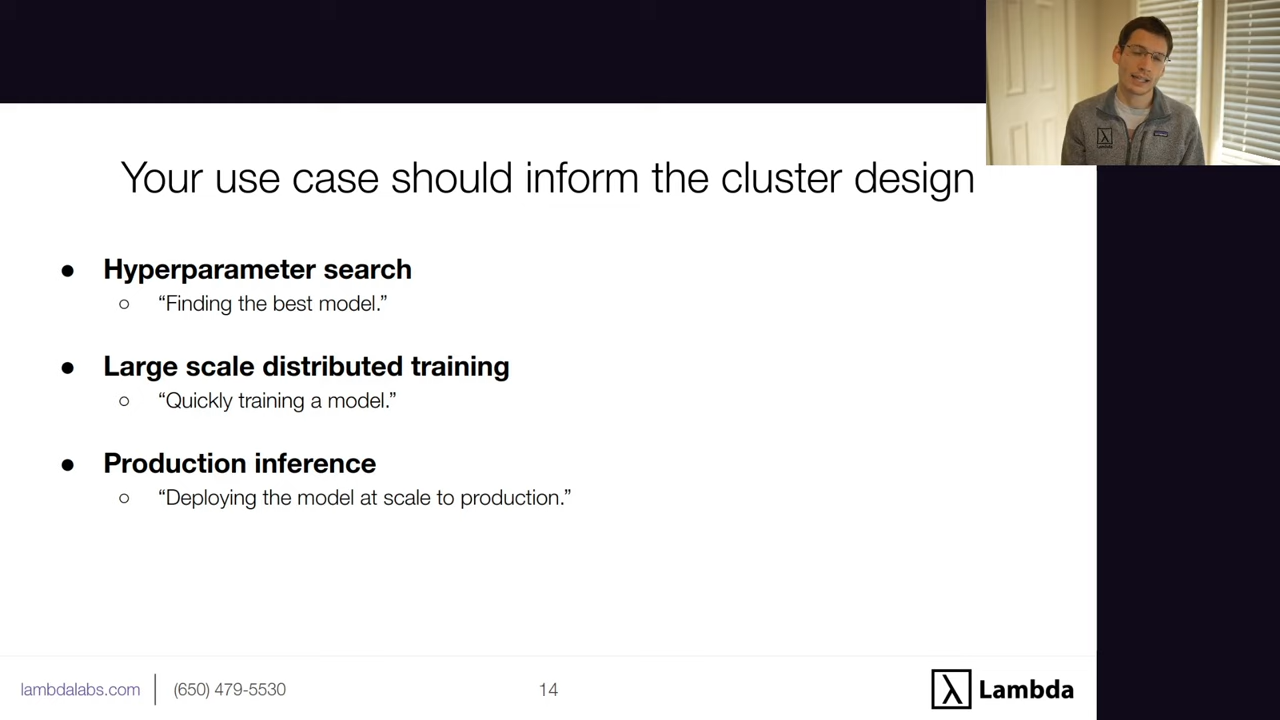 Your use case should inform the cluster design
● Hyperparameter search
○ “Finding the best model.”
● Large scale distributed training
○ “Quickly training a model.”
● Production inference
○ “Deploying the model at scale to production.”
lambdalabs.com
(650) 479-5530
14
λ Lambda